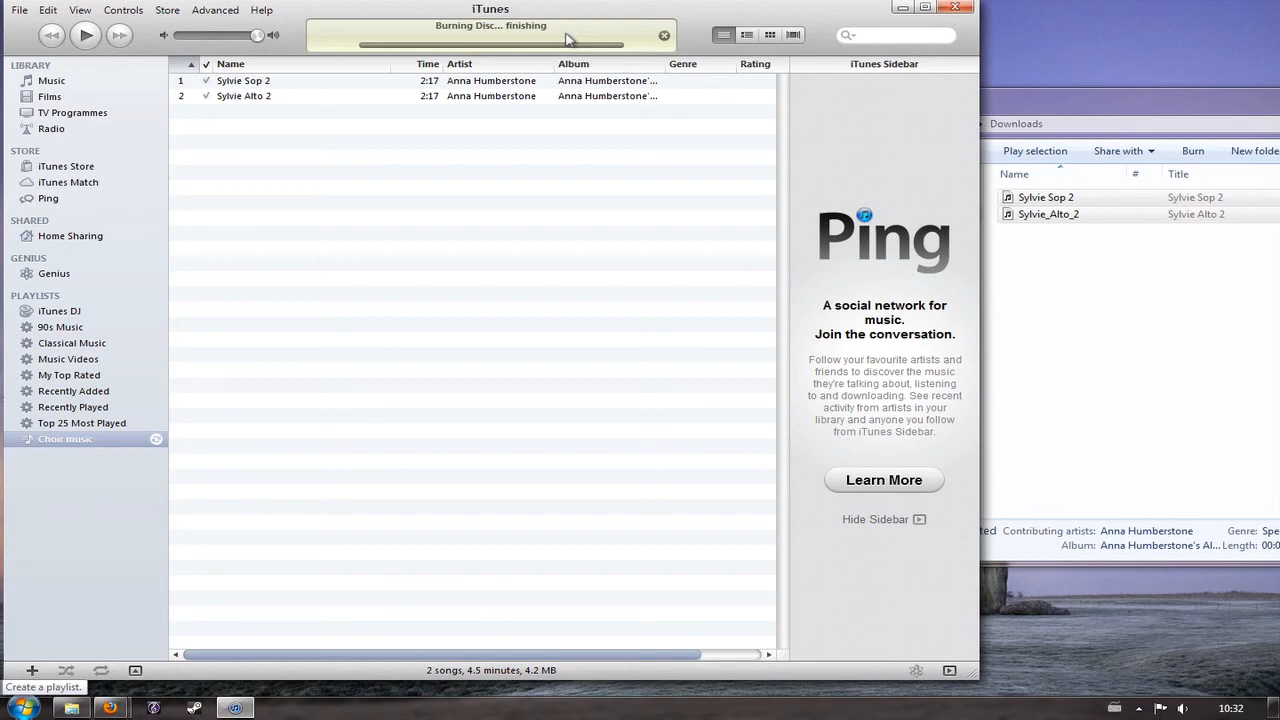 iTunes
File Edit View Controls Store Advanced Help
Burning Disc... finishing
LIBRARY
Music
Films
TV Programmes
Radio
STORE
iTunes Store
iTunes Match
Ping
SHARED
Home Sharing
GENIUS
Genius
PLAYLISTS
iTunes DJ
90s Music
Classical Music
Music Videos
My Top Rated
Recently Added
Recently Played
Top 25 Most Played
Choir music
Name Time Artist Album Genre Rating
1 Sylvie Sop 2 2:17 Anna Humberstone Anna Humberstone'...
2 Sylvie Alto 2 2:17 Anna Humberstone Anna Humberstone'...
iTunes Sidebar
Ping
A social network for
music.
Join the conversation.
Follow your favourite artists and
friends to discover the music
they're talking about, listening
to and downloading. See recent
activity from artists in your
library and anyone you follow
from iTunes Sidebar.
Learn More
Hide Sidebar
2 songs, 4.5 minutes, 4.2 MB
Create a playlist.
Downloads
Play selection Share with Burn New folde
Name # Title
Sylvie Sop 2 Sylvie Sop 2
Sylvie_Alto_2 Sylvie Alto 2
ted Contributing artists: Anna Humberstone Genre: Spe
Album: Anna Humberstone's Al... Length: 00:0
10:32